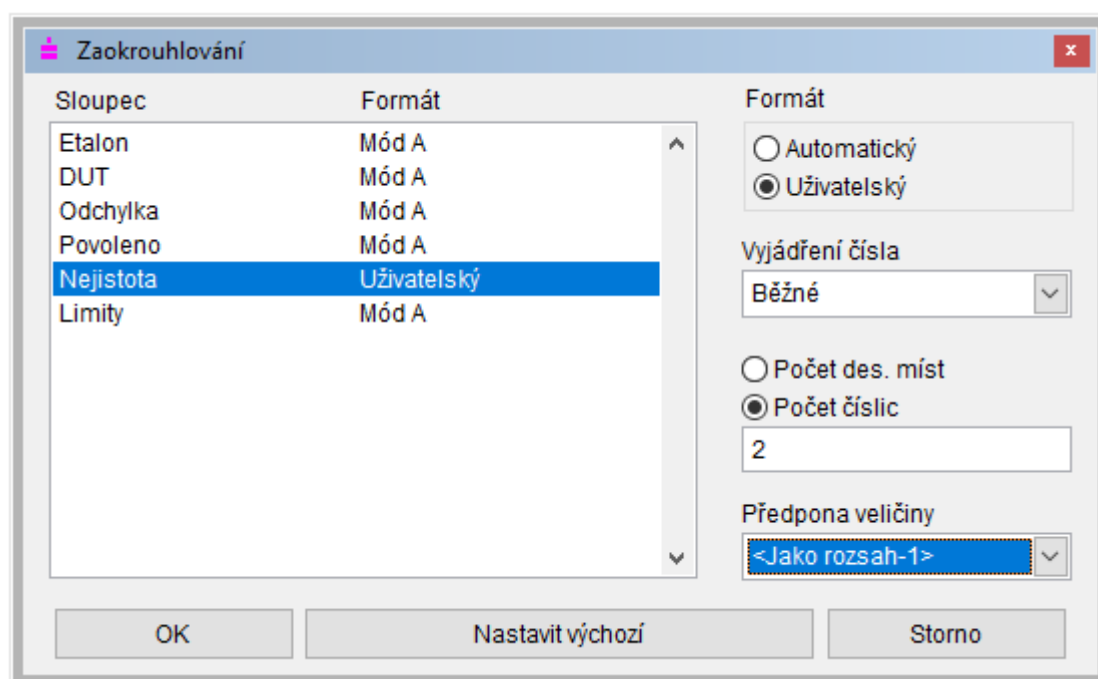 Zaokrouhlování
x
Sloupec Formát
Etalon Mód A
DUT Mód A
Odchylka Mód A
Povoleno Mód A
Nejistota Uživatelský
Limity Mód A
Formát
Automatický
Uživatelský
Vyjádření čísla
Běžné
Počet des. míst
Počet číslic
2
Předpona veličiny
<Jako rozsah-1>
OK Nastavit výchozí Storno